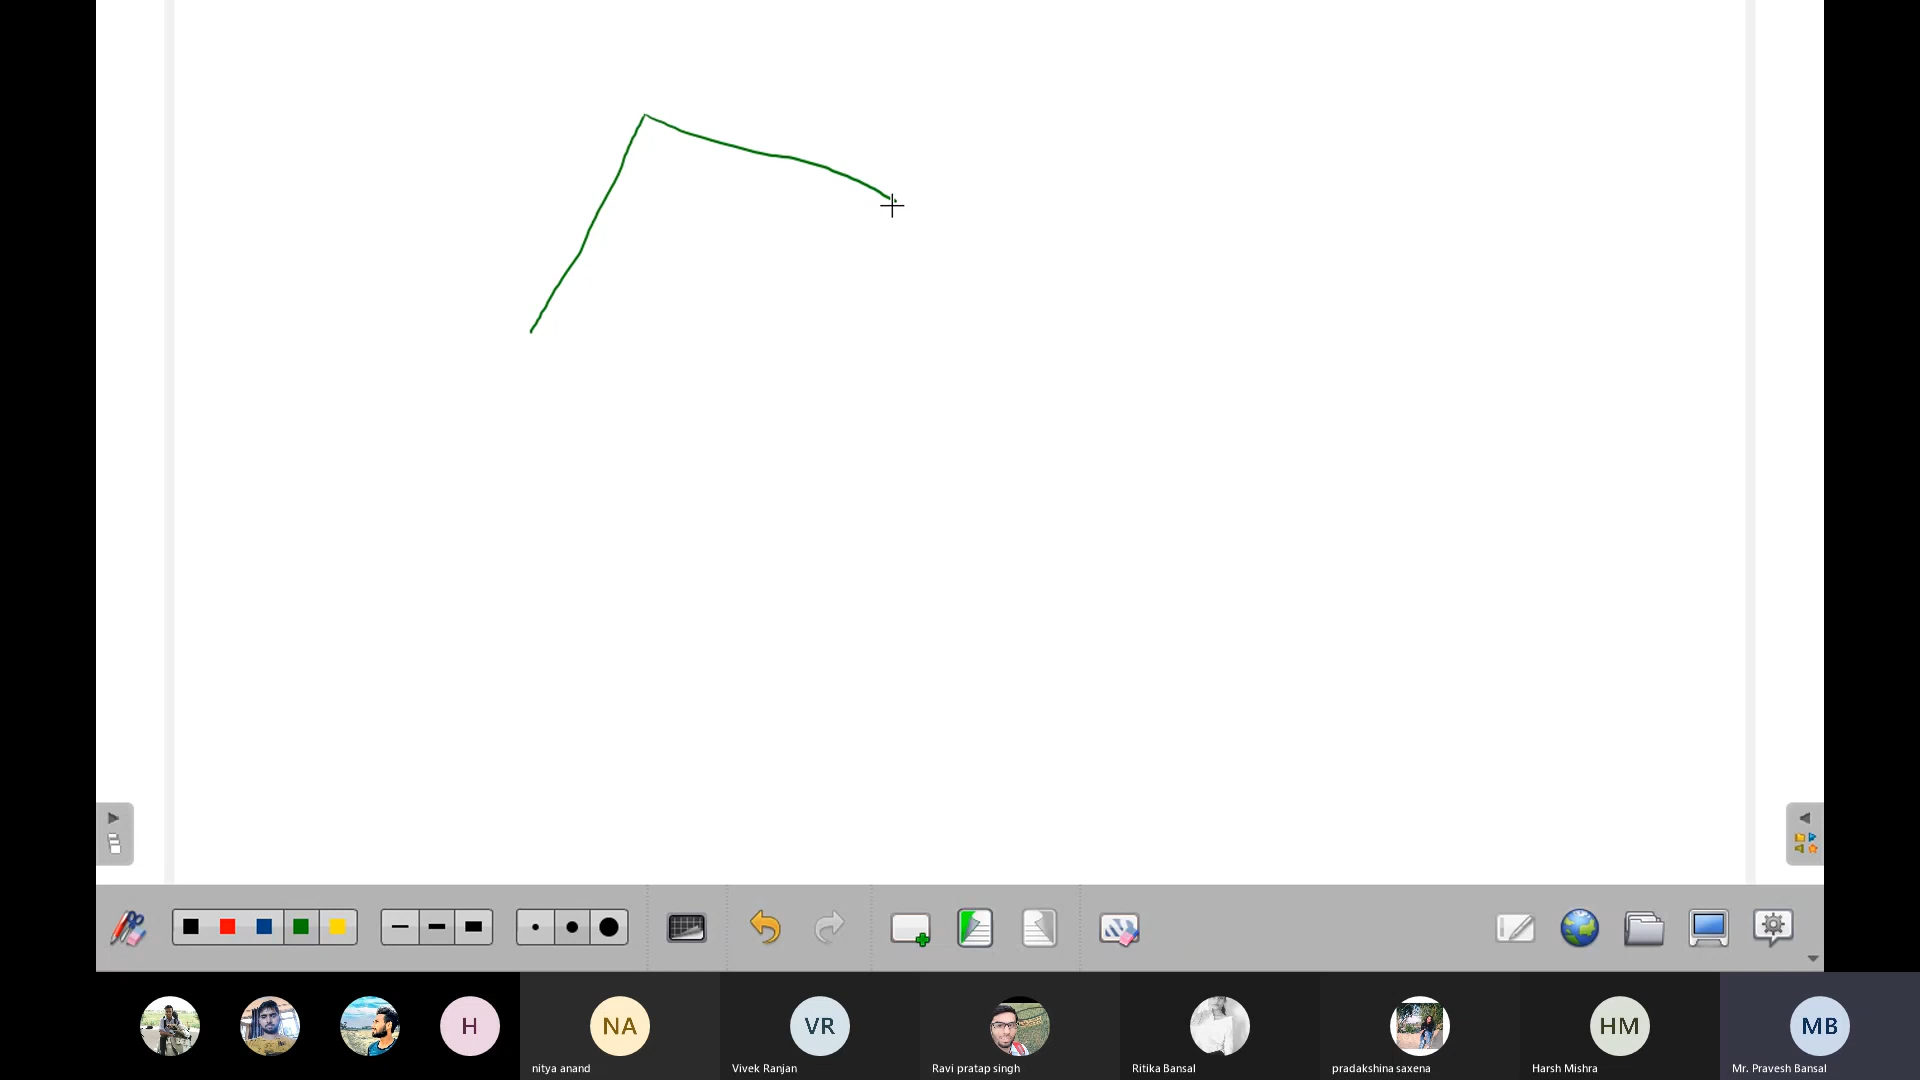 H
NA
VR
HM
MB
nitya anand
Vivek Ranjan
Ravi pratap singh
Ritika Bansal
pradakshina saxena
Harsh Mishra
Mr. Pravesh Bansal